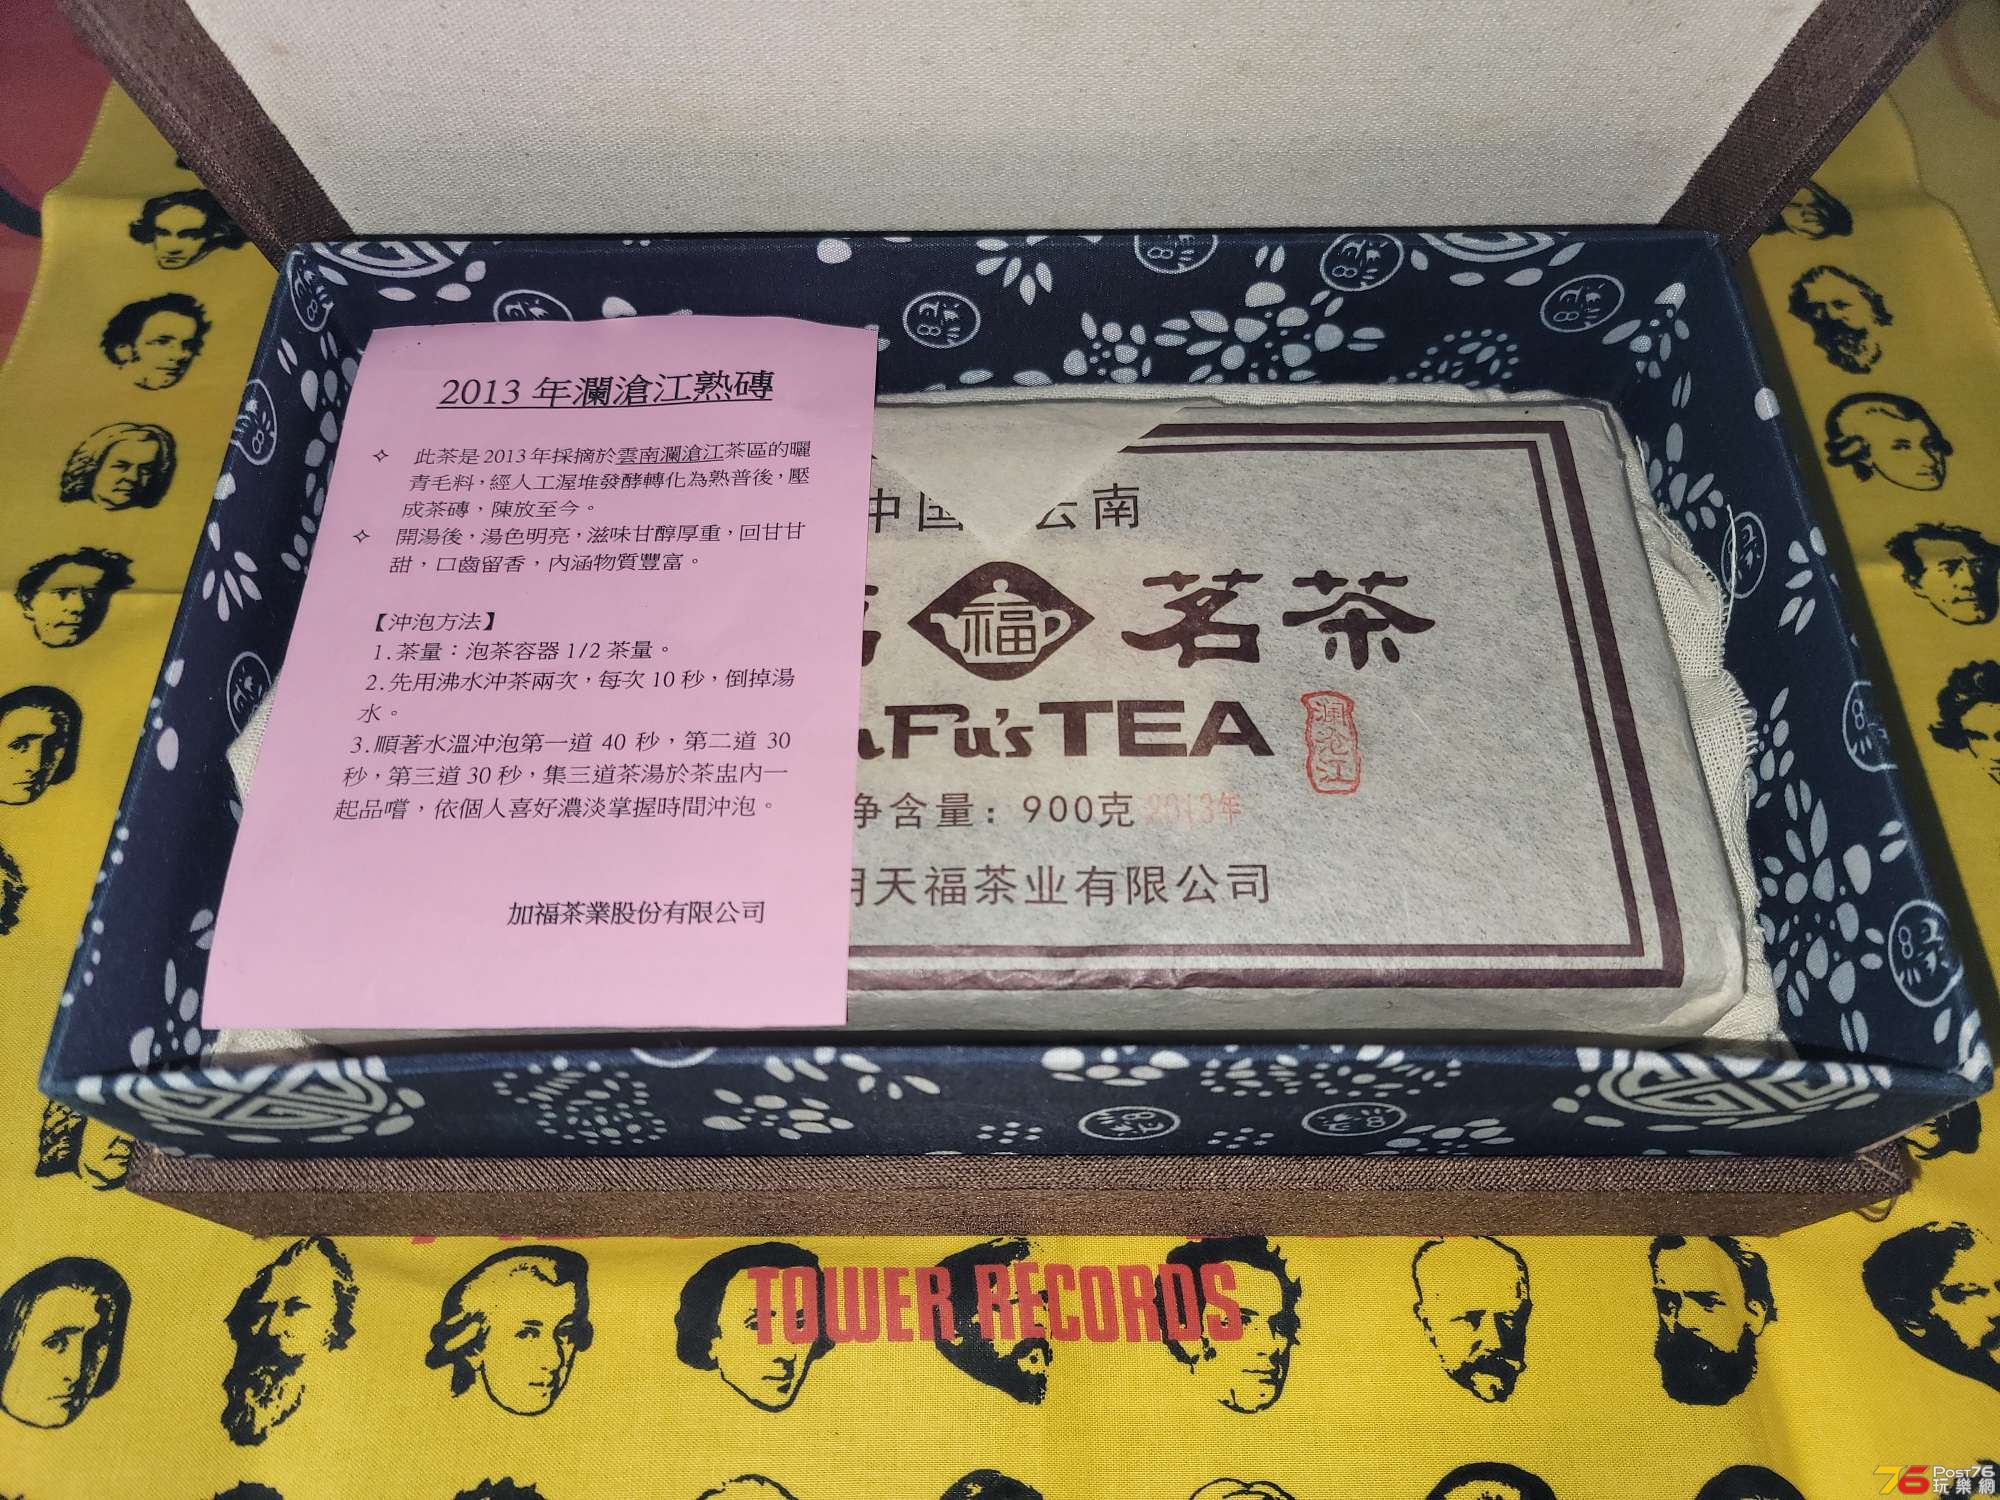 2013 年瀾滄江熟磚
✧ 此茶是 2013 年採摘於雲南瀾滄江茶區的曬
青毛料，經人工渥堆發酵轉化為熟普後，壓
成茶磚，陳放至今。
✧ 開湯後，湯色明亮，滋味甘醇厚重，回甘甘
甜，口齒留香，內涵物質豐富。
【沖泡方法】
1.茶量：泡茶容器 1/2 茶量。
2.先用沸水沖茶兩次，每次 10 秒，倒掉湯
水。
3.順著水溫沖泡第一道 40 秒，第二道 30
秒，第三道 30 秒，集三道茶湯於茶盅內一
起品嚐，依個人喜好濃淡掌握時間沖泡。
加福茶業股份有限公司
中国 云南
福 茗茶
Fu's TEA
澜沧江
净含量：900克 2013年
天福茶业有限公司
TOWER RECORDS
76 POST76
玩樂網